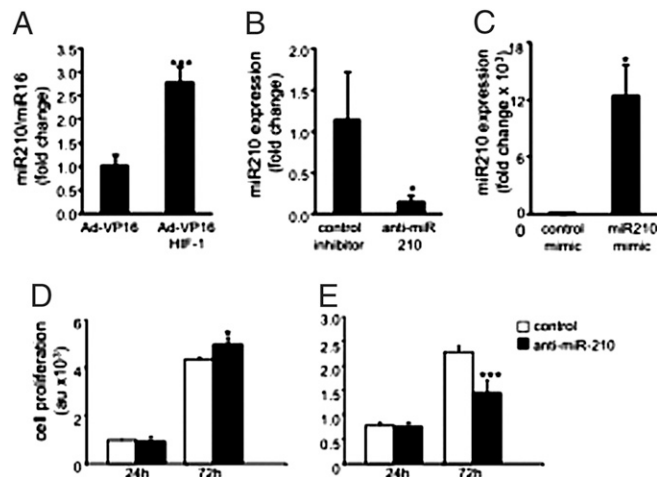 A
miR210/miR16
(fold change)
3.5
3.0
2.5
2.0
1.5
1.0
0.5
0.0
Ad-VP16
Ad-VP16
HIF-1
B
miR210 expression
(fold change)
2.0
1.5
1.0
0.5
0.0
control
inhibitor
anti-miR
210
C
miR210 expression
(fold change x 10³)
18
12
6
0
control
mimic
miR210
mimic
D
cell proliferation
(au x10⁻³)
6
4
2
0
24h
72h
E
3.0
2.5
2.0
1.5
1.0
0.5
0.0
24h
72h
control
anti-miR-210